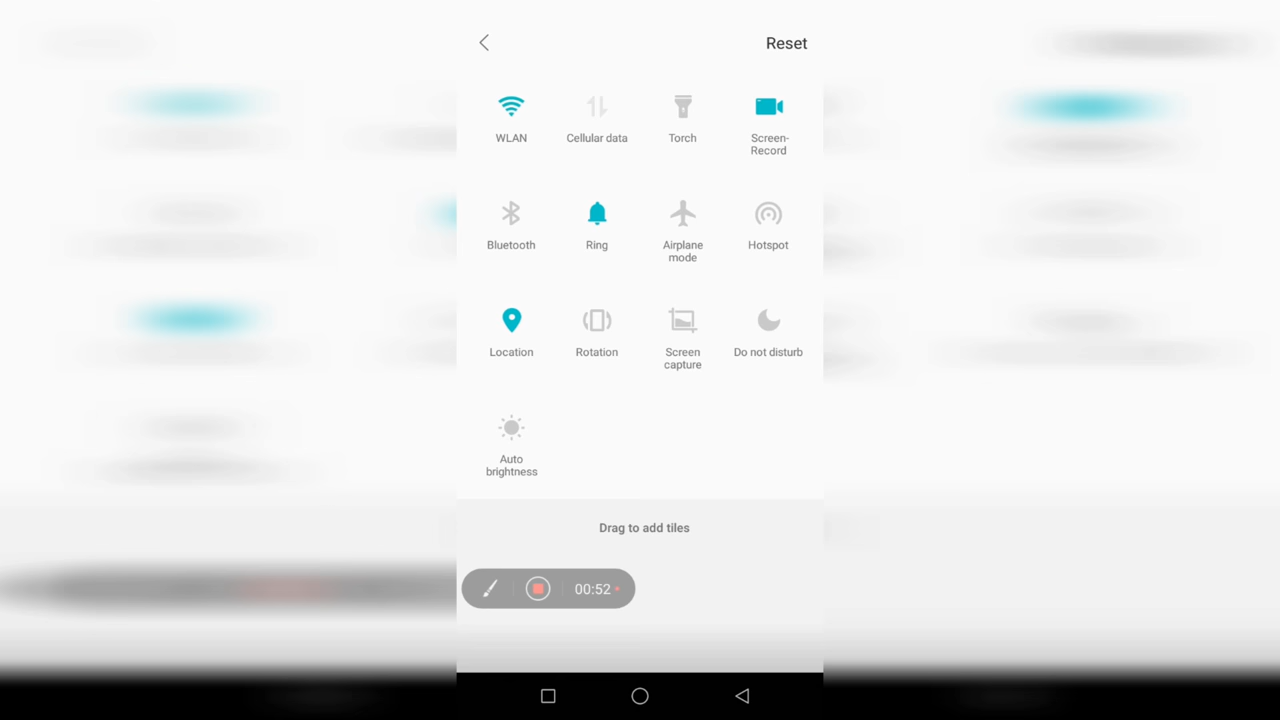 Reset
WLAN
Cellular data
Torch
Screen-
Record
Bluetooth
Ring
Airplane
mode
Hotspot
Location
Rotation
Screen
capture
Do not disturb
Auto
brightness
Drag to add tiles
00:52